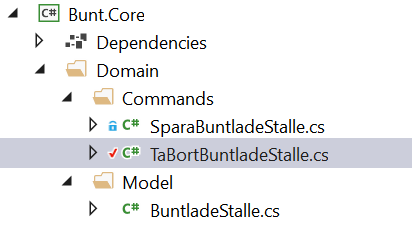 C# Bunt.Core
Dependencies
Domain
Commands
C# SparaBuntladeStalle.cs
C# TaBortBuntladeStalle.cs
Model
C# BuntladeStalle.cs